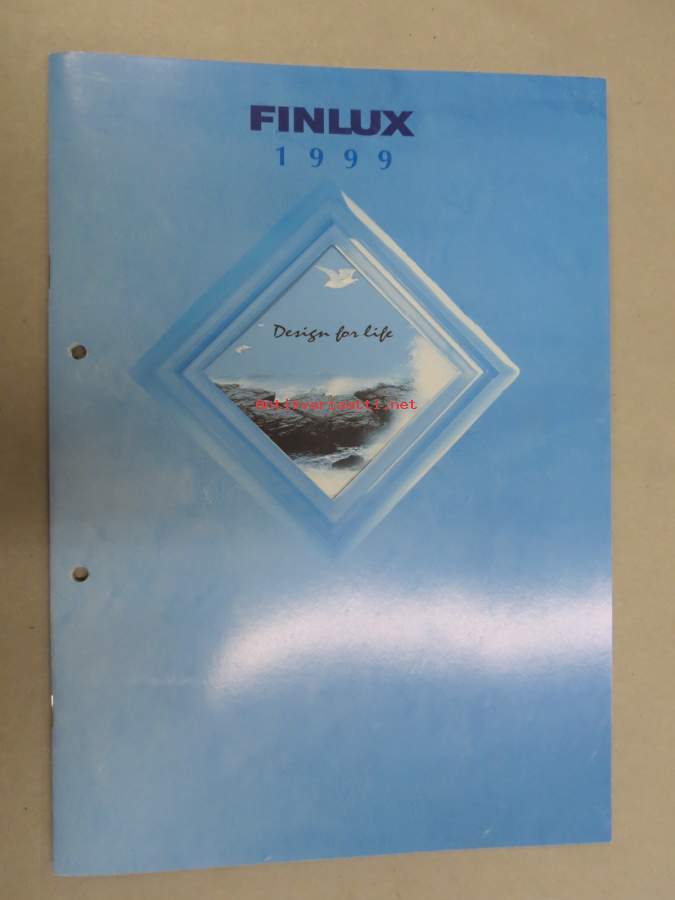 FINLUX
1999
Design for life
Antikvariaatti.net